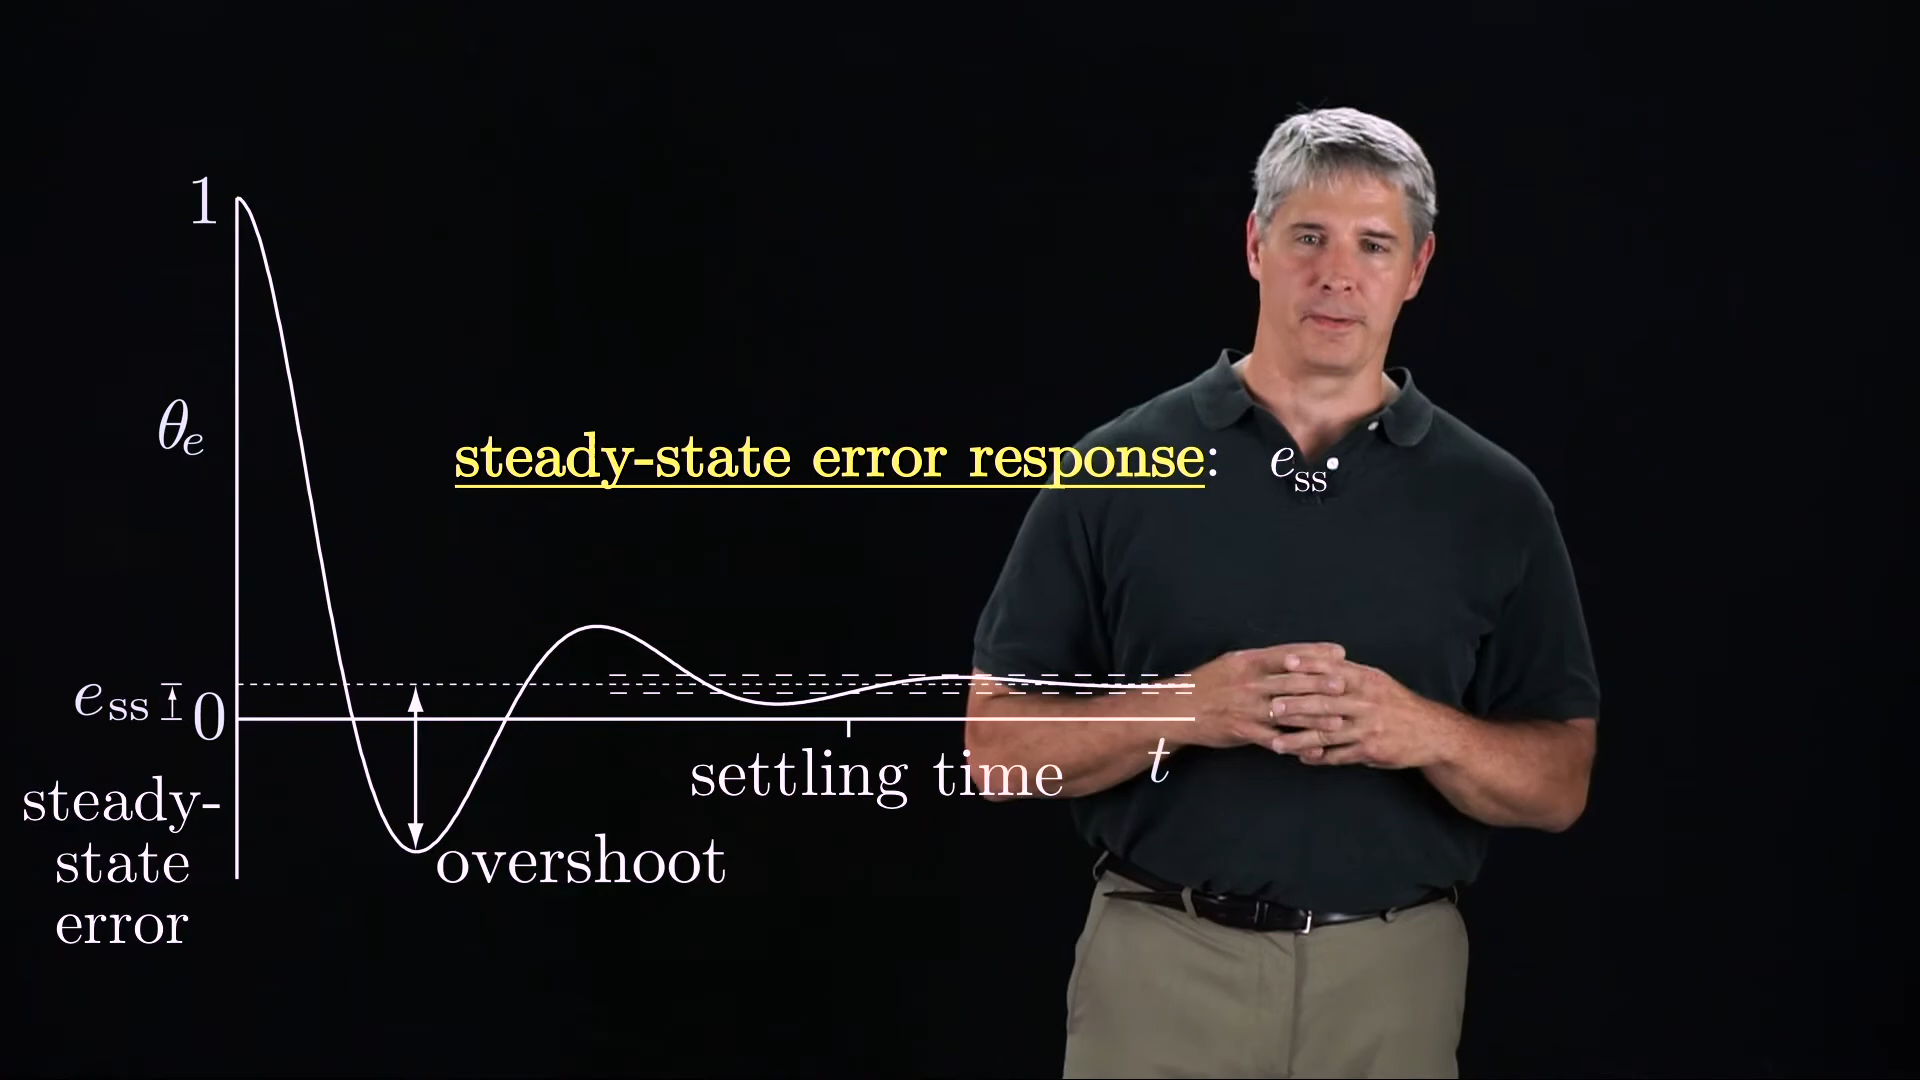 1
θₑ
steady-state error response: eₛₛ
eₛₛ
0
settling time
t
steady-
state
error
overshoot